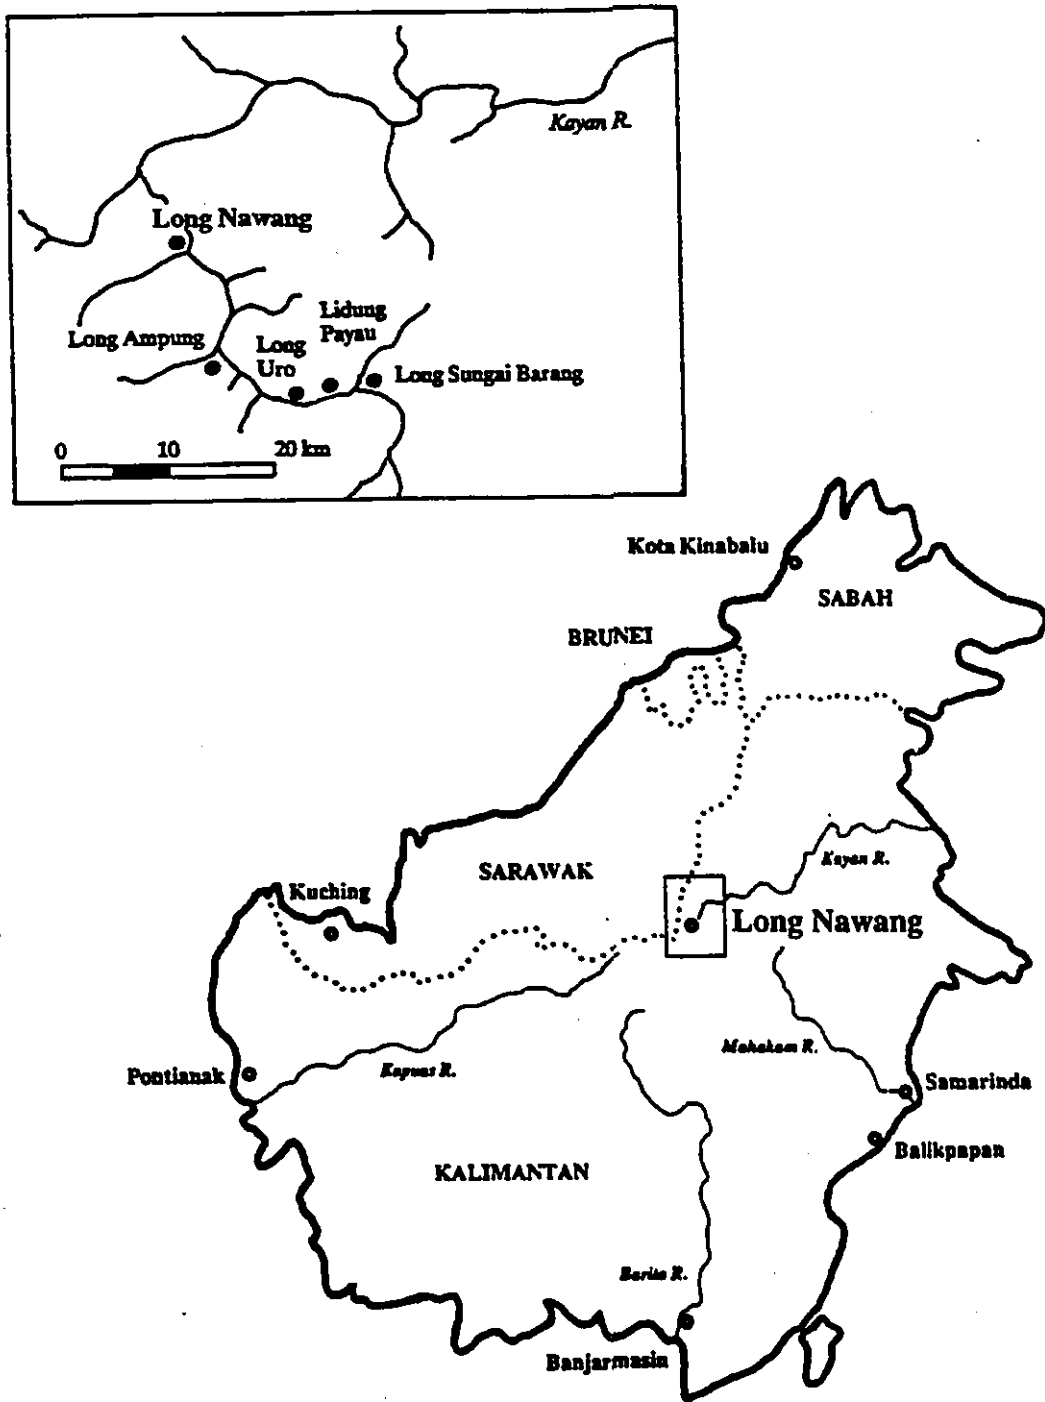 Kayan R.
Long Nawang
Lidung
Payau
Long Ampung
Long
Uro
Long Sungai Barang
0 10 20 km
Kota Kinabalu
SABAH
BRUNEI
Kayan R.
SARAWAK
Kuching
Long Nawang
Mahakam R.
Kapuas R.
Pontianak
Samarinda
Balikpapan
KALIMANTAN
Barito R.
Banjarmasin